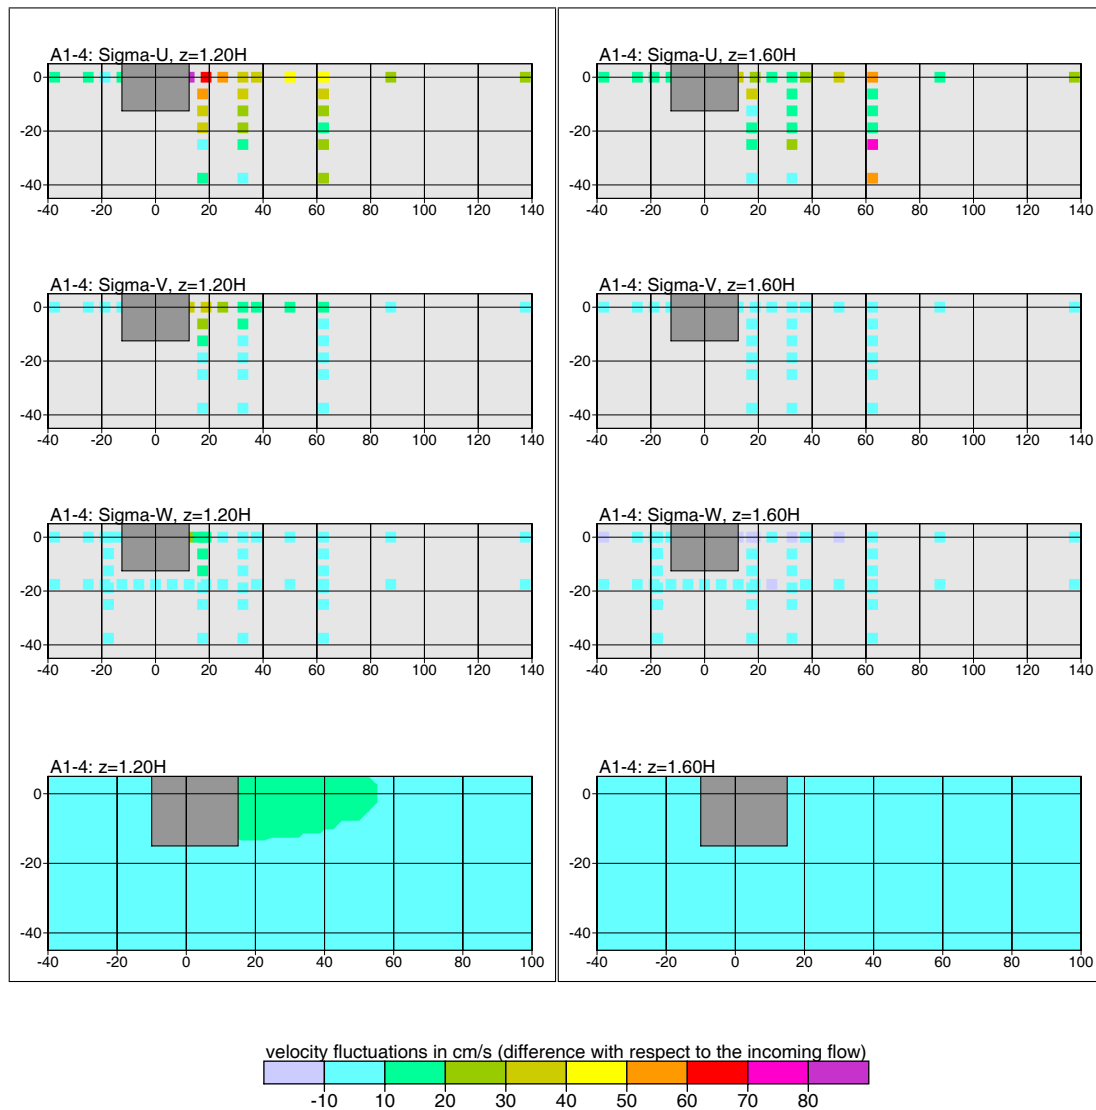 A1-4: Sigma-U, z=1.20H
0
-20
-40
-40 -20 0 20 40 60 80 100 120 140
A1-4: Sigma-U, z=1.60H
0
-20
-40
-40 -20 0 20 40 60 80 100 120 140
A1-4: Sigma-V, z=1.20H
0
-20
-40
-40 -20 0 20 40 60 80 100 120 140
A1-4: Sigma-V, z=1.60H
0
-20
-40
-40 -20 0 20 40 60 80 100 120 140
A1-4: Sigma-W, z=1.20H
0
-20
-40
-40 -20 0 20 40 60 80 100 120 140
A1-4: Sigma-W, z=1.60H
0
-20
-40
-40 -20 0 20 40 60 80 100 120 140
A1-4: z=1.20H
0
-20
-40
-40 -20 0 20 40 60 80 100
A1-4: z=1.60H
0
-20
-40
-40 -20 0 20 40 60 80 100
velocity fluctuations in cm/s (difference with respect to the incoming flow)
-10 10 20 30 40 50 60 70 80